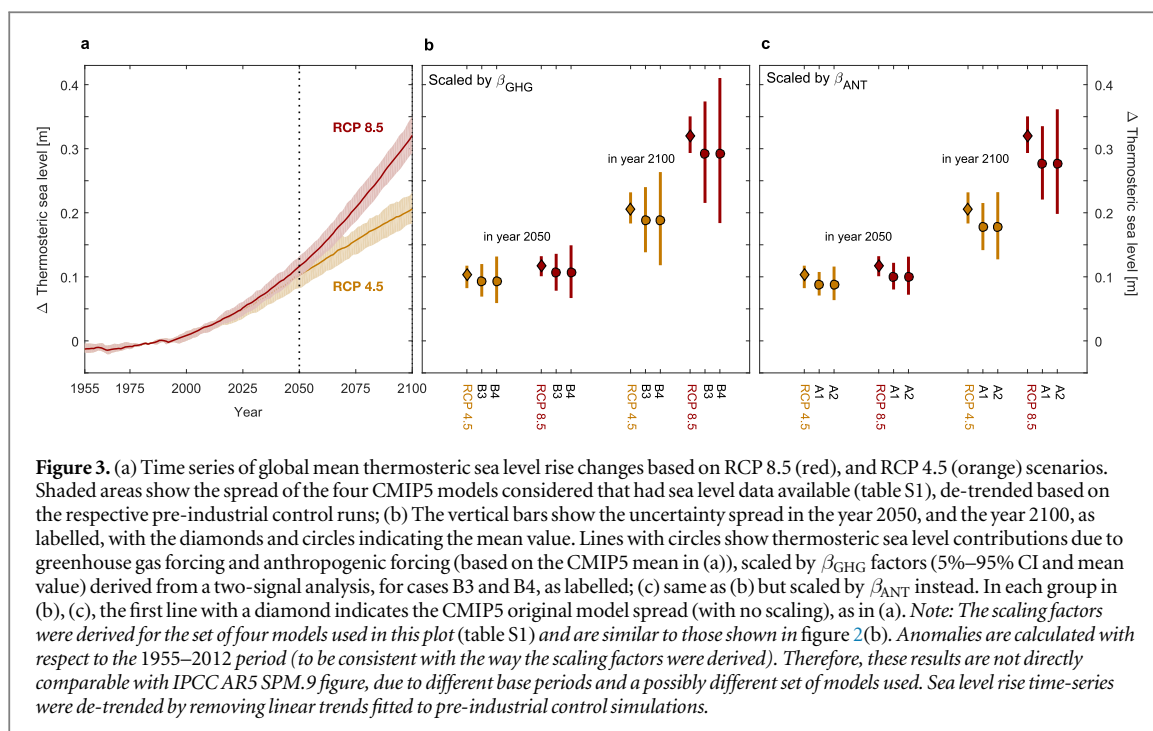 a
b
c
Δ Thermosteric sea level [m]
0.4
0.3
0.2
0.1
0
RCP 8.5
RCP 4.5
1955
1975
2000
2025
2050
2075
2100
Year
Scaled by βGHG
in year 2100
in year 2050
RCP 4.5
B3
B4
RCP 8.5
B3
B4
RCP 4.5
B3
B4
RCP 8.5
B3
B4
Scaled by βANT
in year 2100
in year 2050
RCP 4.5
A1
A2
RCP 8.5
A1
A2
RCP 4.5
A1
A2
RCP 8.5
A1
A2
0.4
0.3
0.2
0.1
0
Δ Thermosteric sea level [m]
Figure 3. (a) Time series of global mean thermosteric sea level rise changes based on RCP 8.5 (red), and RCP 4.5 (orange) scenarios.
Shaded areas show the spread of the four CMIP5 models considered that had sea level data available (table S1), de-trended based on
the respective pre-industrial control runs; (b) The vertical bars show the uncertainty spread in the year 2050, and the year 2100, as
labelled, with the diamonds and circles indicating the mean value. Lines with circles show thermosteric sea level contributions due to
greenhouse gas forcing and anthropogenic forcing (based on the CMIP5 mean in (a)), scaled by βGHG factors (5%–95% CI and mean
value) derived from a two-signal analysis, for cases B3 and B4, as labelled; (c) same as (b) but scaled by βANT instead. In each group in
(b), (c), the first line with a diamond indicates the CMIP5 original model spread (with no scaling), as in (a). Note: The scaling factors
were derived for the set of four models used in this plot (table S1) and are similar to those shown in figure 2(b). Anomalies are calculated with
respect to the 1955–2012 period (to be consistent with the way the scaling factors were derived). Therefore, these results are not directly
comparable with IPCC AR5 SPM.9 figure, due to different base periods and a possibly different set of models used. Sea level rise time-series
were de-trended by removing linear trends fitted to pre-industrial control simulations.